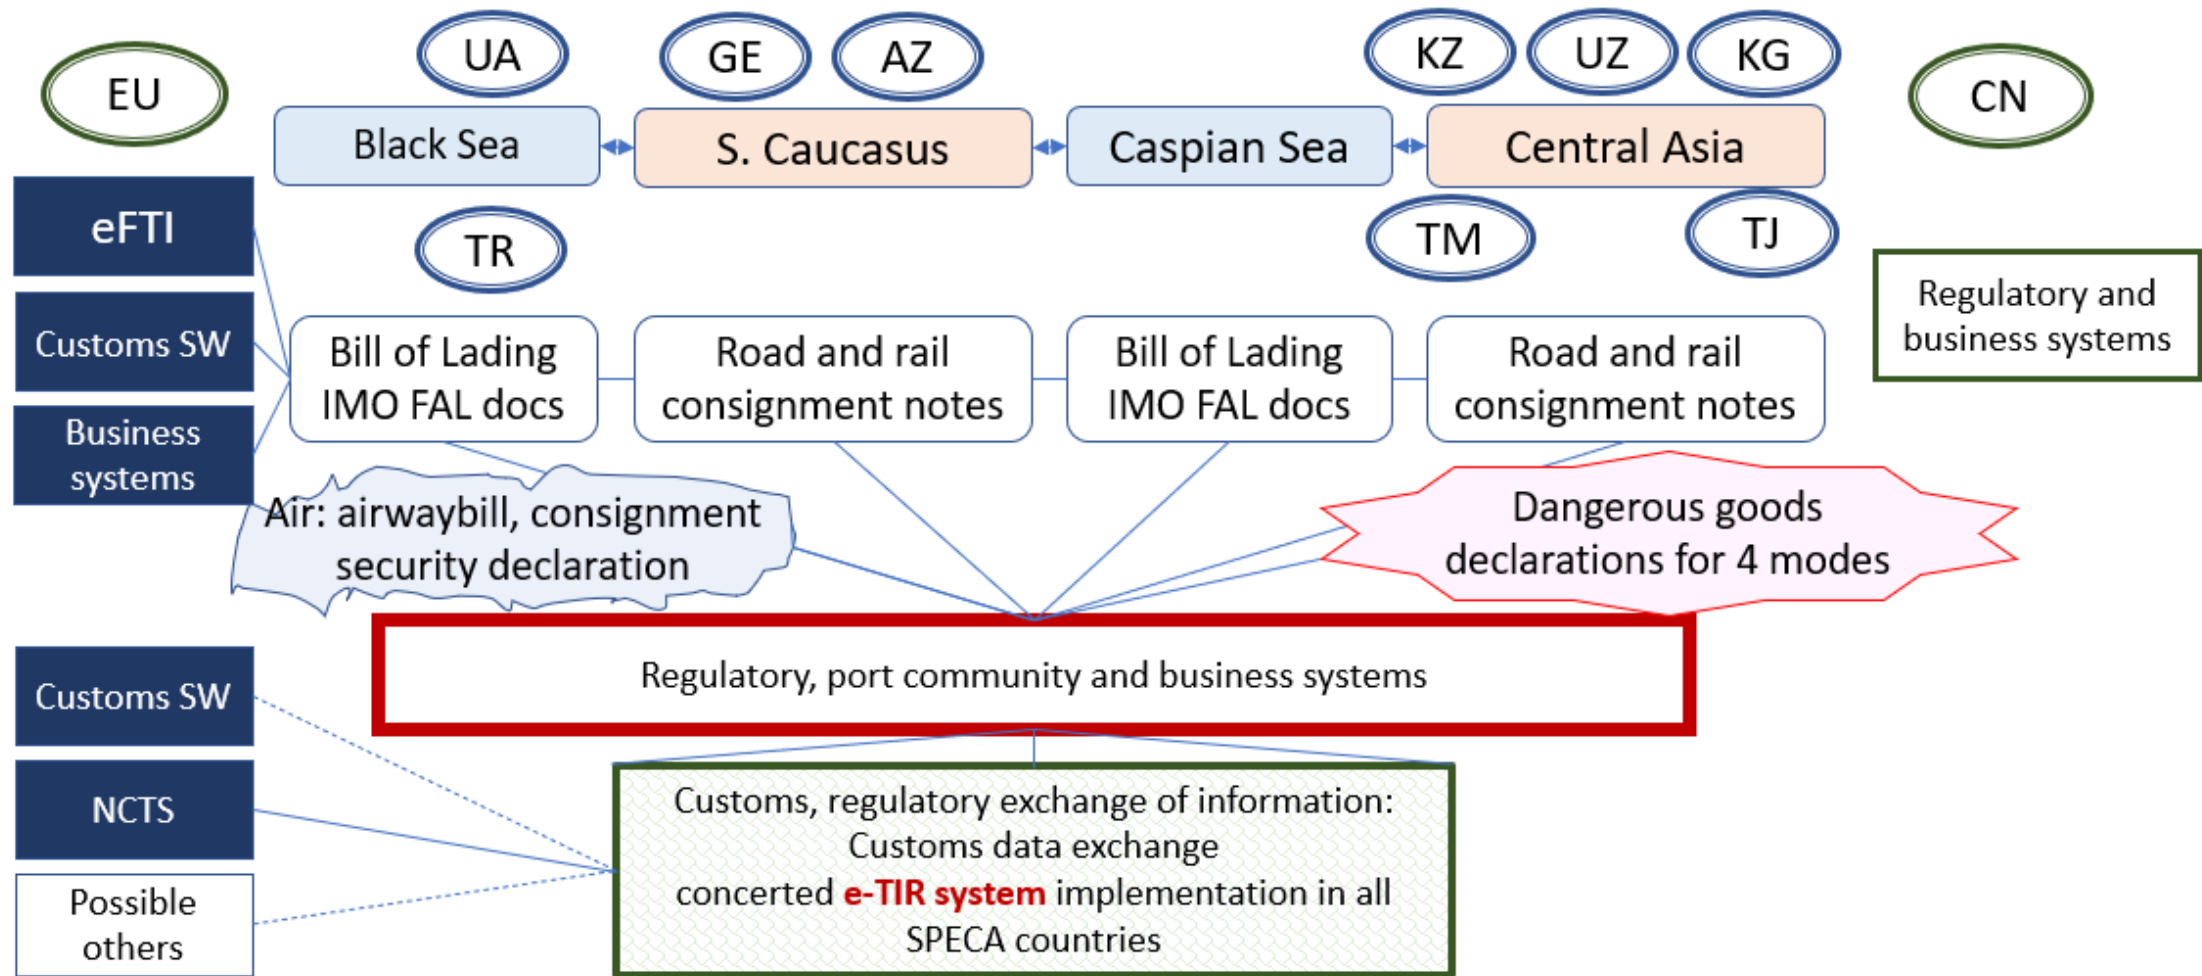 EU
UA
GE
AZ
KZ
UZ
KG
CN
Black Sea
S. Caucasus
Caspian Sea
Central Asia
TR
TM
TJ
eFTI
Customs SW
Business
systems
Bill of Lading
IMO FAL docs
Road and rail
consignment notes
Bill of Lading
IMO FAL docs
Road and rail
consignment notes
Regulatory and
business systems
Air: airwaybill, consignment
security declaration
Dangerous goods
declarations for 4 modes
Regulatory, port community and business systems
Customs SW
NCTS
Possible
others
Customs, regulatory exchange of information:
Customs data exchange
concerted e-TIR system implementation in all
SPECA countries